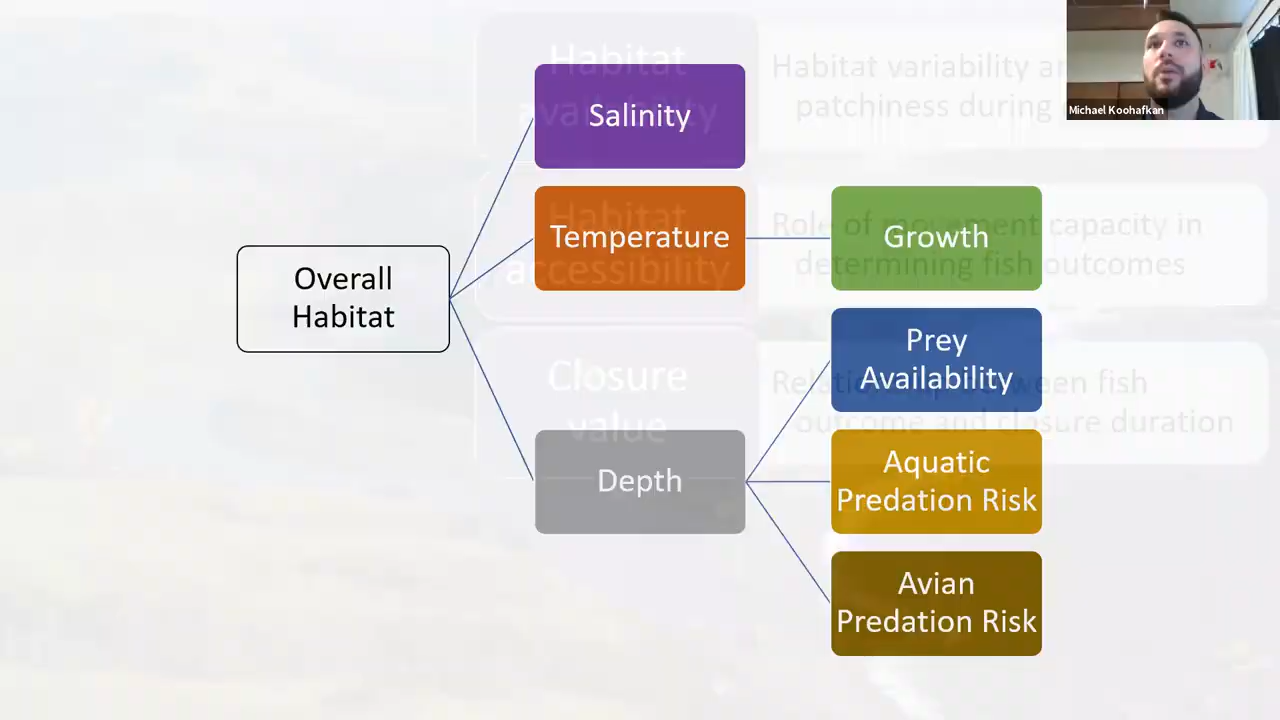 Michael Koohafkan
Salinity
Temperature
Growth
Overall
Habitat
Prey
Availability
Depth
Aquatic
Predation Risk
Avian
Predation Risk
Habitat
availability
Habitat variability
patchiness during
Habitat
accessibility
Role of movement capacity in
determining fish outcomes
Closure
value
Relationship between fish
outcome and closure duration